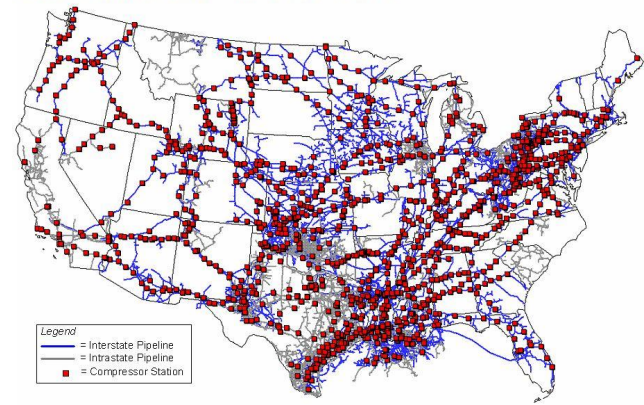 Legend
= Interstate Pipeline
= Intrastate Pipeline
= Compressor Station